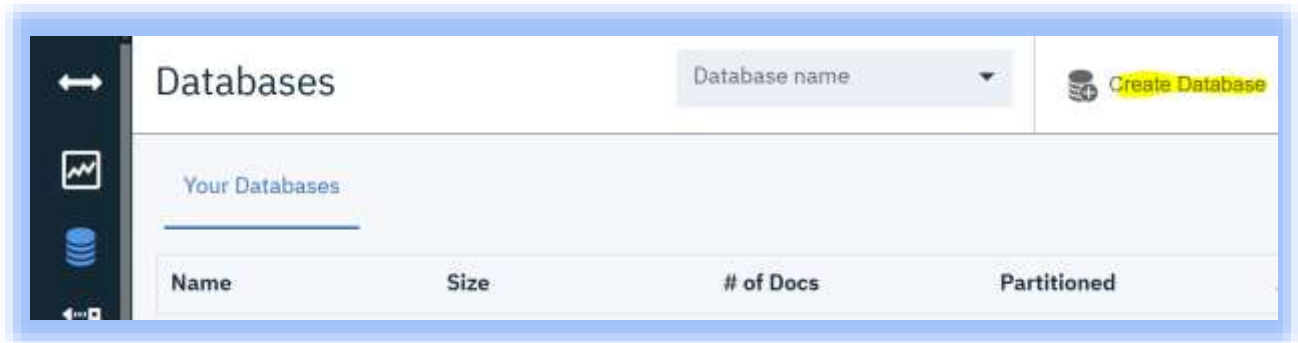 Databases
Database name
Create Database
Your Databases
Name Size # of Docs Partitioned